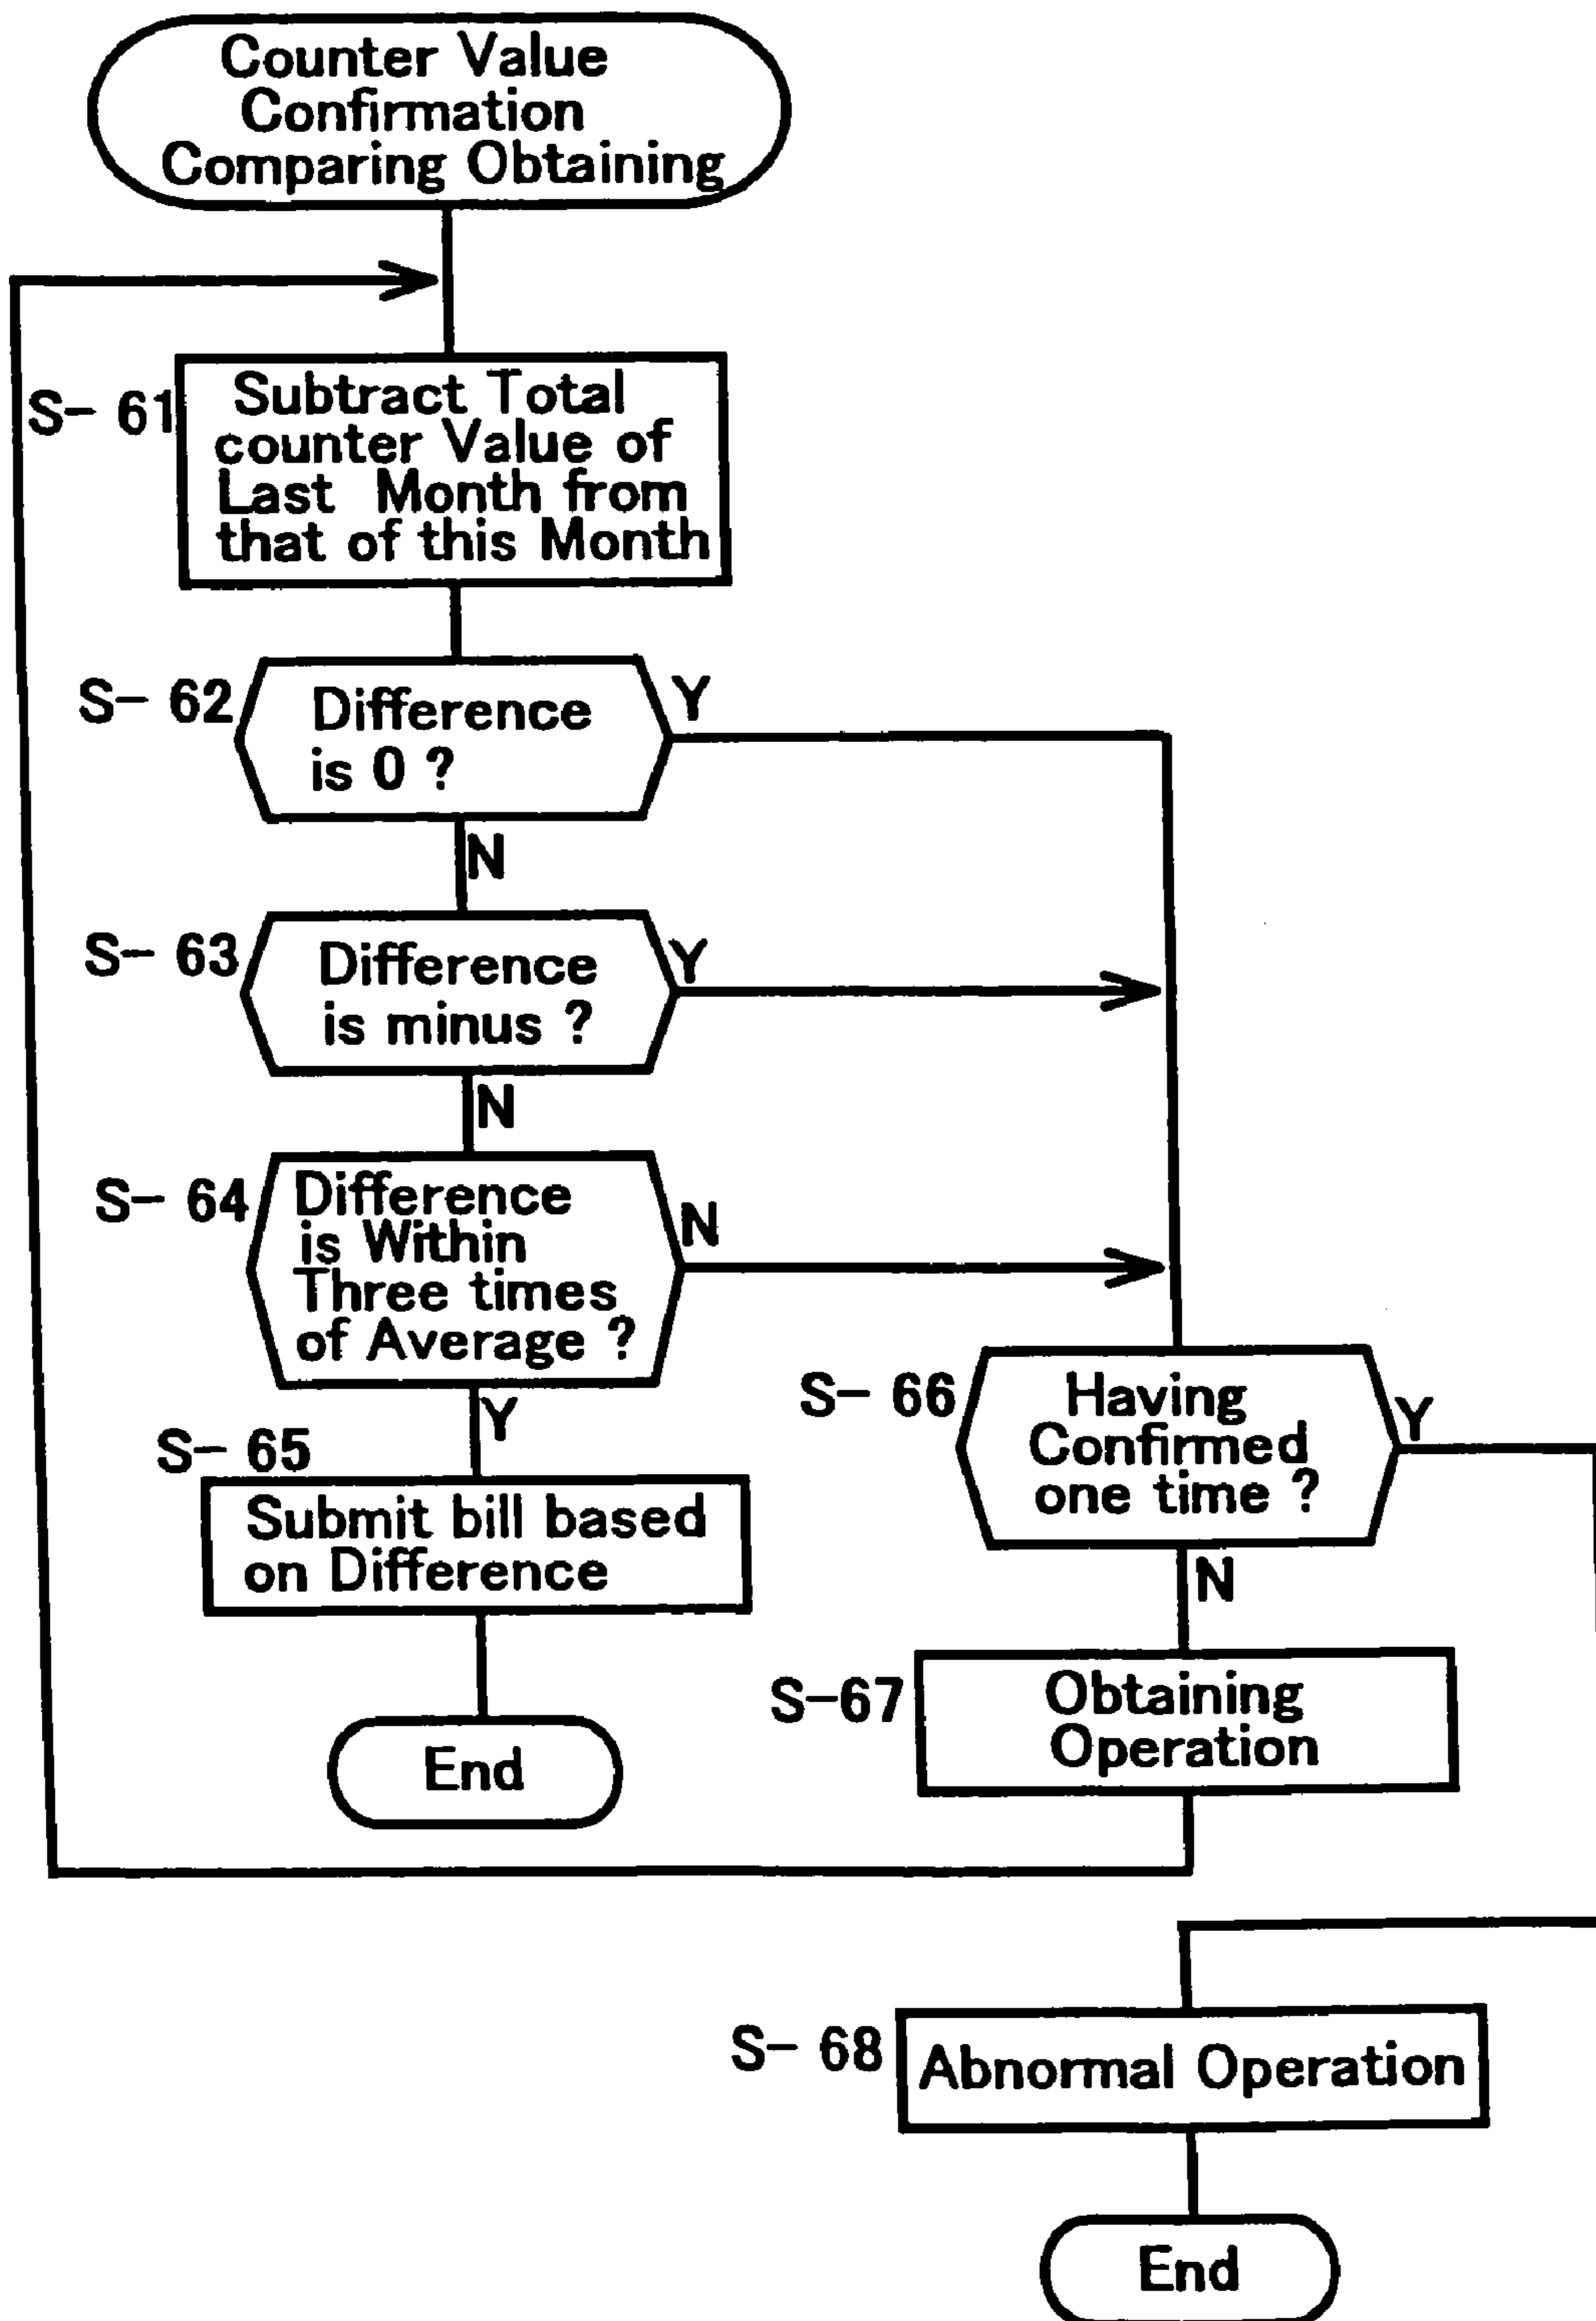 Counter Value
Confirmation
Comparing Obtaining
S- 61
Subtract Total
counter Value of
Last Month from
that of this Month
S- 62
Difference
is 0 ?
Y
N
S- 63
Difference
is minus ?
Y
N
S- 64
Difference
is Within
Three times
of Average ?
N
Y
S- 65
Submit bill based
on Difference
End
S- 66
Having
Confirmed
one time ?
Y
N
S-67
Obtaining
Operation
S- 68
Abnormal Operation
End